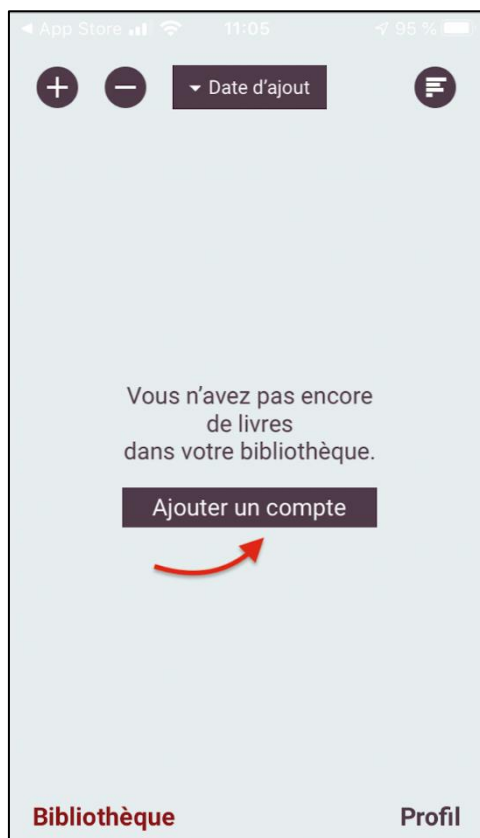 App Store 11:05 95 %
Date d'ajout
Vous n'avez pas encore
de livres
dans votre bibliothèque.
Ajouter un compte
Bibliothèque Profil